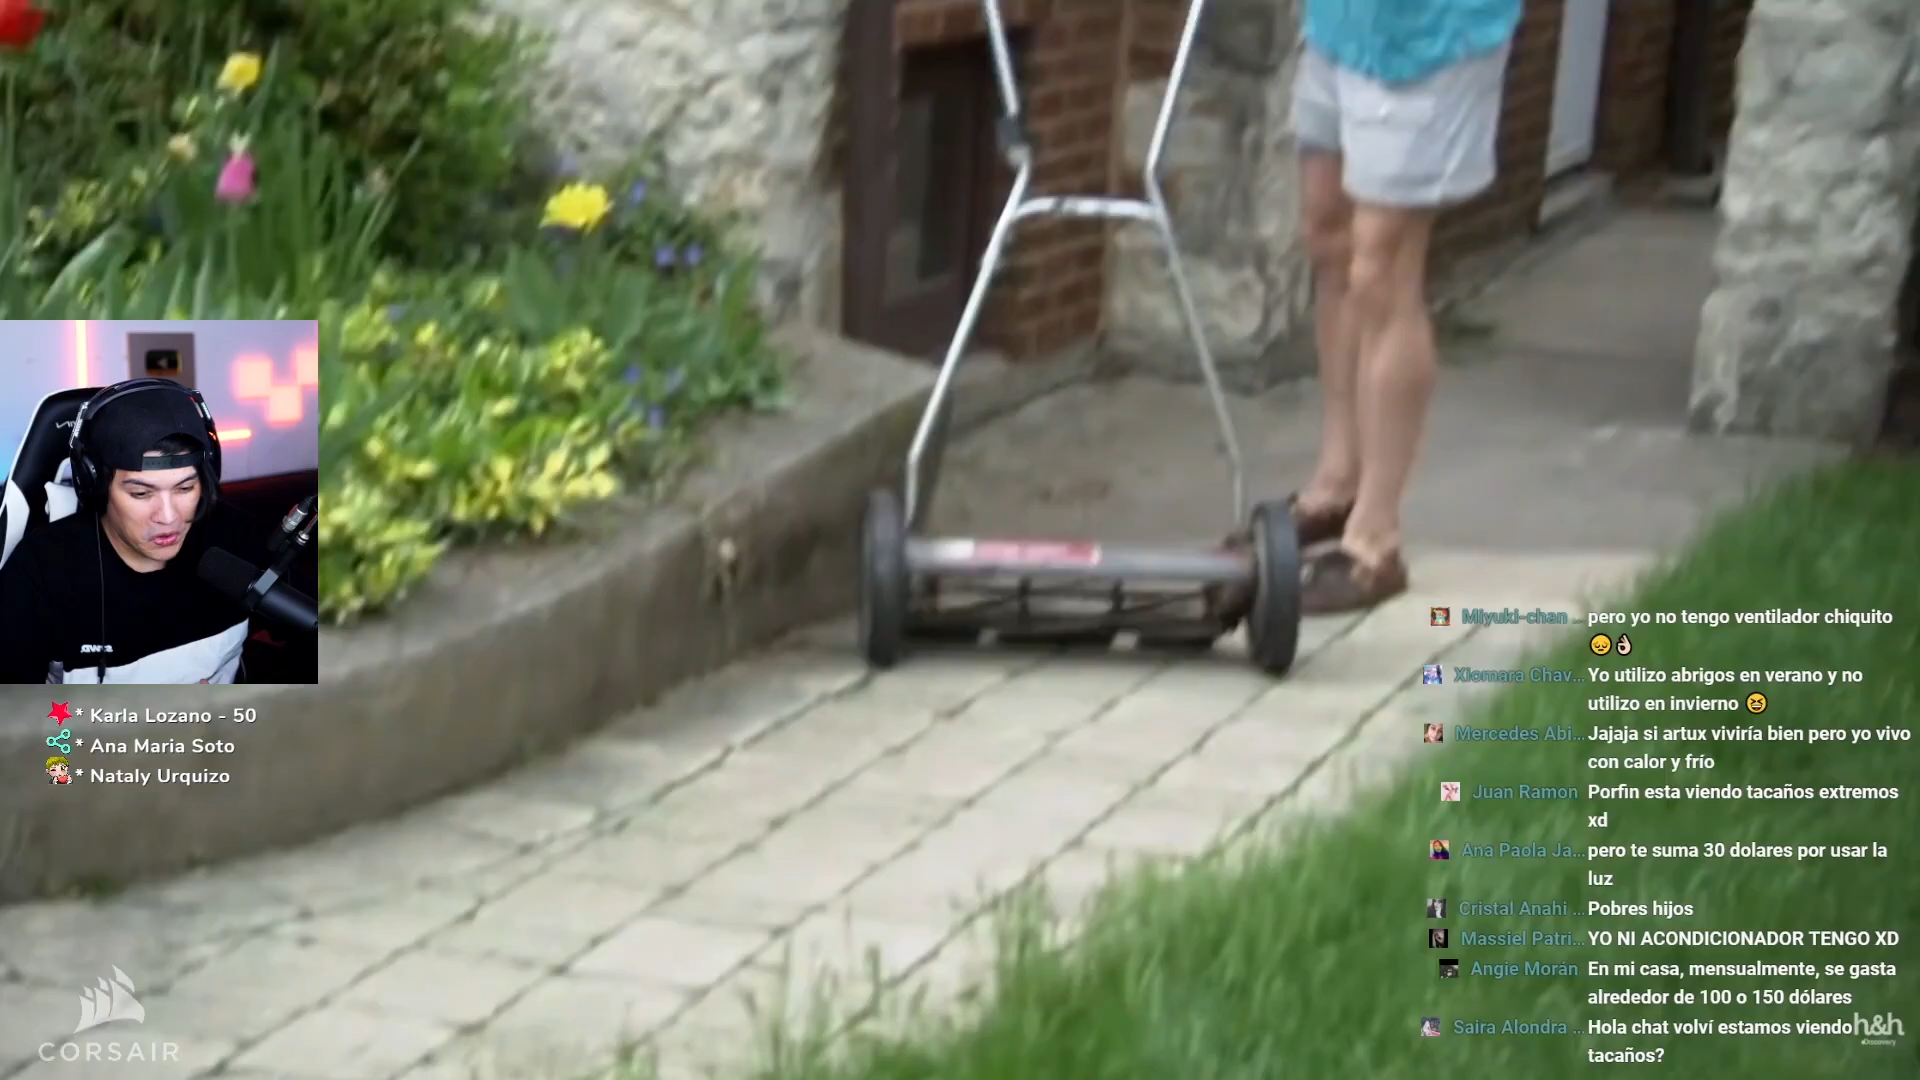 * Karla Lozano - 50
* Ana Maria Soto
* Nataly Urquizo
CORSAIR
Miyuki-chan ... pero yo no tengo ventilador chiquito
😔👌🏻
Xiomara Chav... Yo utilizo abrigos en verano y no
utilizo en invierno 😆
Mercedes Abi... Jajaja si artux viviría bien pero yo vivo
con calor y frío
Juan Ramon Porfin esta viendo tacaños extremos
xd
Ana Paola Ja... pero te suma 30 dolares por usar la
luz
Cristal Anahi ... Pobres hijos
Massiel Patri... YO NI ACONDICIONADOR TENGO XD
Angie Morán En mi casa, mensualmente, se gasta
alrededor de 100 o 150 dólares
Saira Alondra ... Hola chat volví estamos viendo
tacaños?
h&h
Discovery